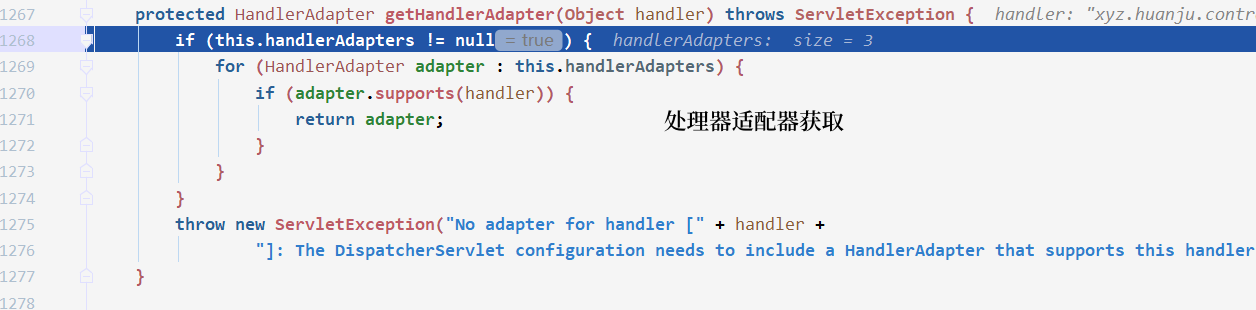 1267 protected HandlerAdapter getHandlerAdapter(Object handler) throws ServletException { handler: "xyz.huanju.contr
1268 if (this.handlerAdapters != null = true ) { handlerAdapters: size = 3
1269 for (HandlerAdapter adapter : this.handlerAdapters) {
1270 if (adapter.supports(handler)) {
1271 return adapter; 处理器适配器获取
1272 }
1273 }
1274 }
1275 throw new ServletException("No adapter for handler [" + handler +
1276 "]: The DispatcherServlet configuration needs to include a HandlerAdapter that supports this handler
1277 }
1278